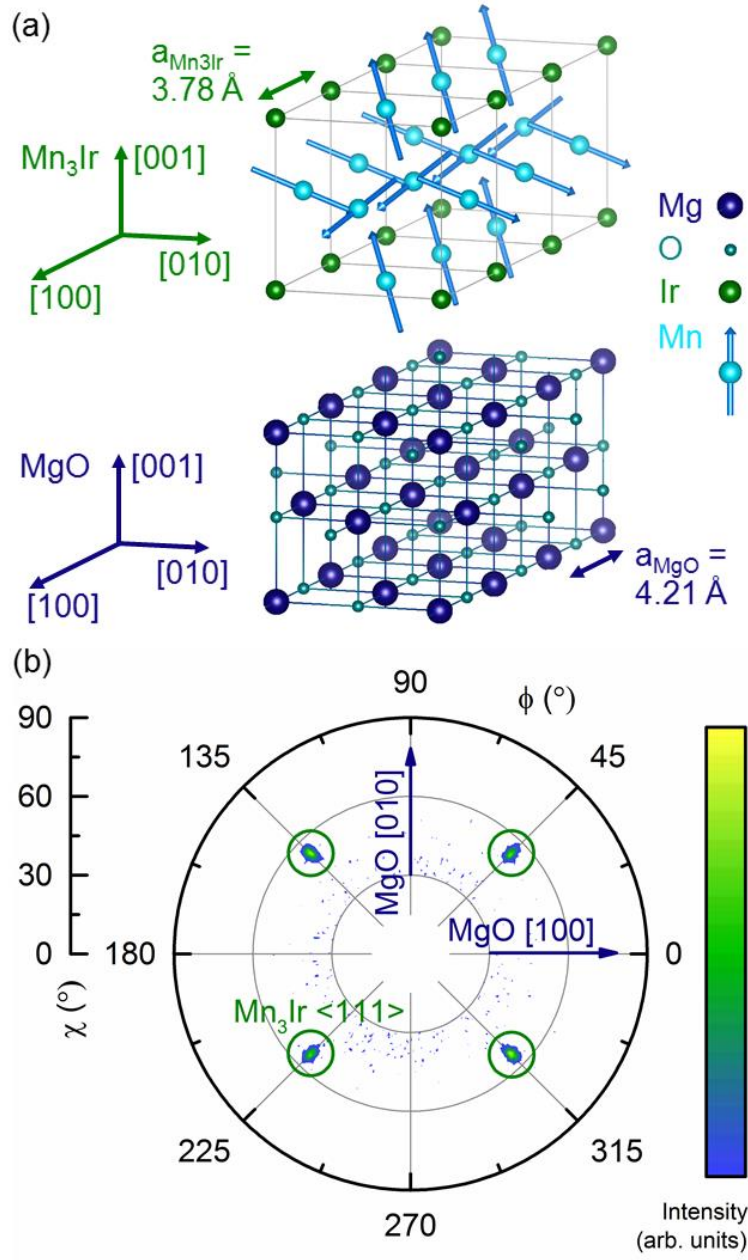 (a)
a_Mn3Ir =
3.78 Å
Mn₃Ir
[001]
[010]
[100]
Mg
O
Ir
Mn
MgO
[001]
[010]
[100]
a_MgO =
4.21 Å
(b)
90
ϕ (°)
90
60
30
0
χ (°)
135
45
180
0
225
315
270
MgO [010]
MgO [100]
Mn₃Ir <111>
Intensity
(arb. units)